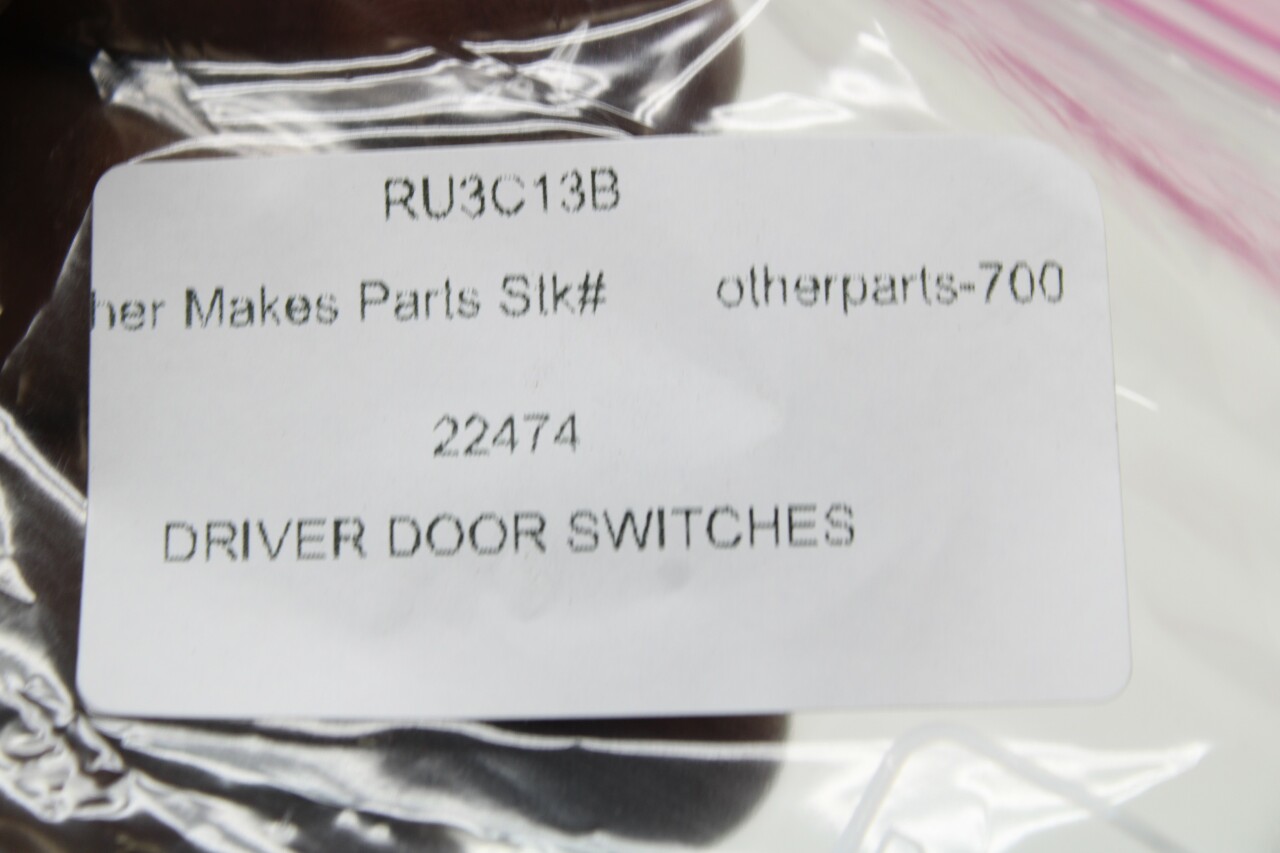 RU3C13B
her Makes Parts Stk# otherparts-700
22474
DRIVER DOOR SWITCHES